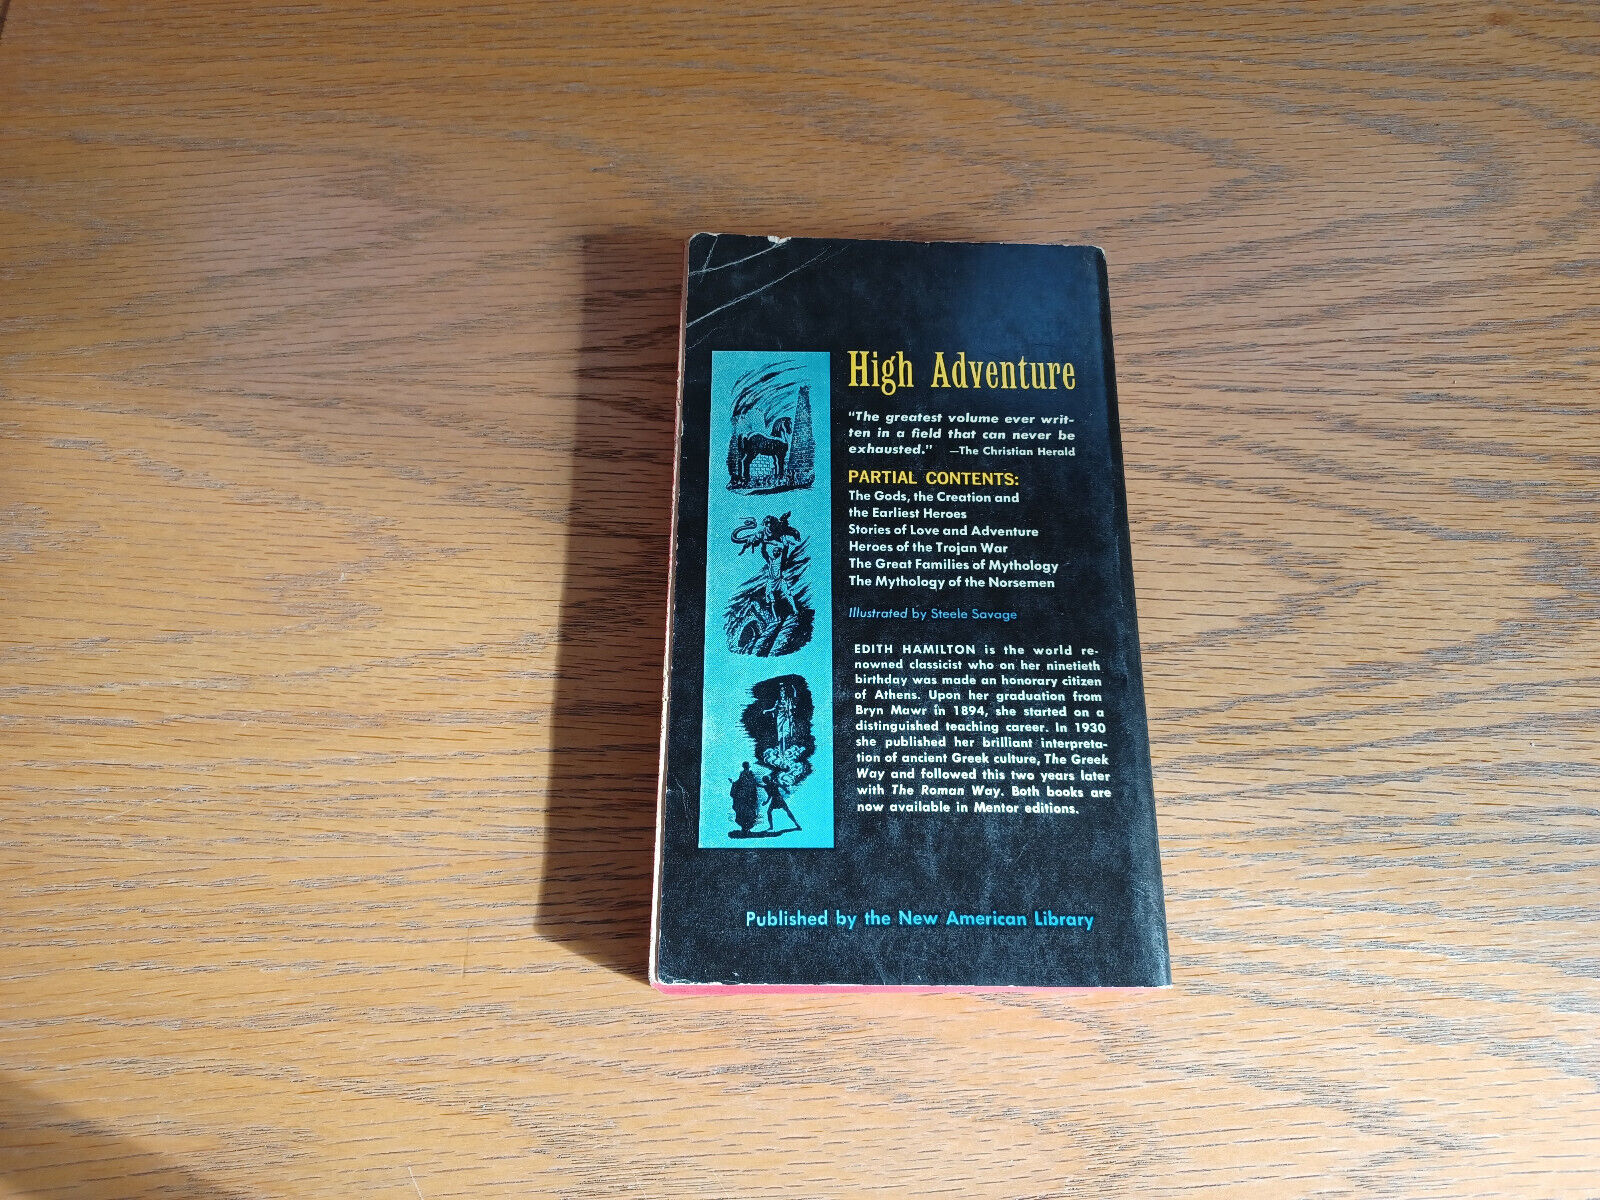 High Adventure
"The greatest volume ever writ-
ten in a field that can never be
exhausted." —The Christian Herald
PARTIAL CONTENTS:
The Gods, the Creation and
the Earliest Heroes
Stories of Love and Adventure
Heroes of the Trojan War
The Great Families of Mythology
The Mythology of the Norsemen
Illustrated by Steele Savage
EDITH HAMILTON is the world re-
nowned classicist who on her ninetieth
birthday was made an honorary citizen
of Athens. Upon her graduation from
Bryn Mawr in 1894, she started on a
distinguished teaching career. In 1930
she published her brilliant interpreta-
tion of ancient Greek culture, The Greek
Way and followed this two years later
with The Roman Way. Both books are
now available in Mentor editions.
Published by the New American Library